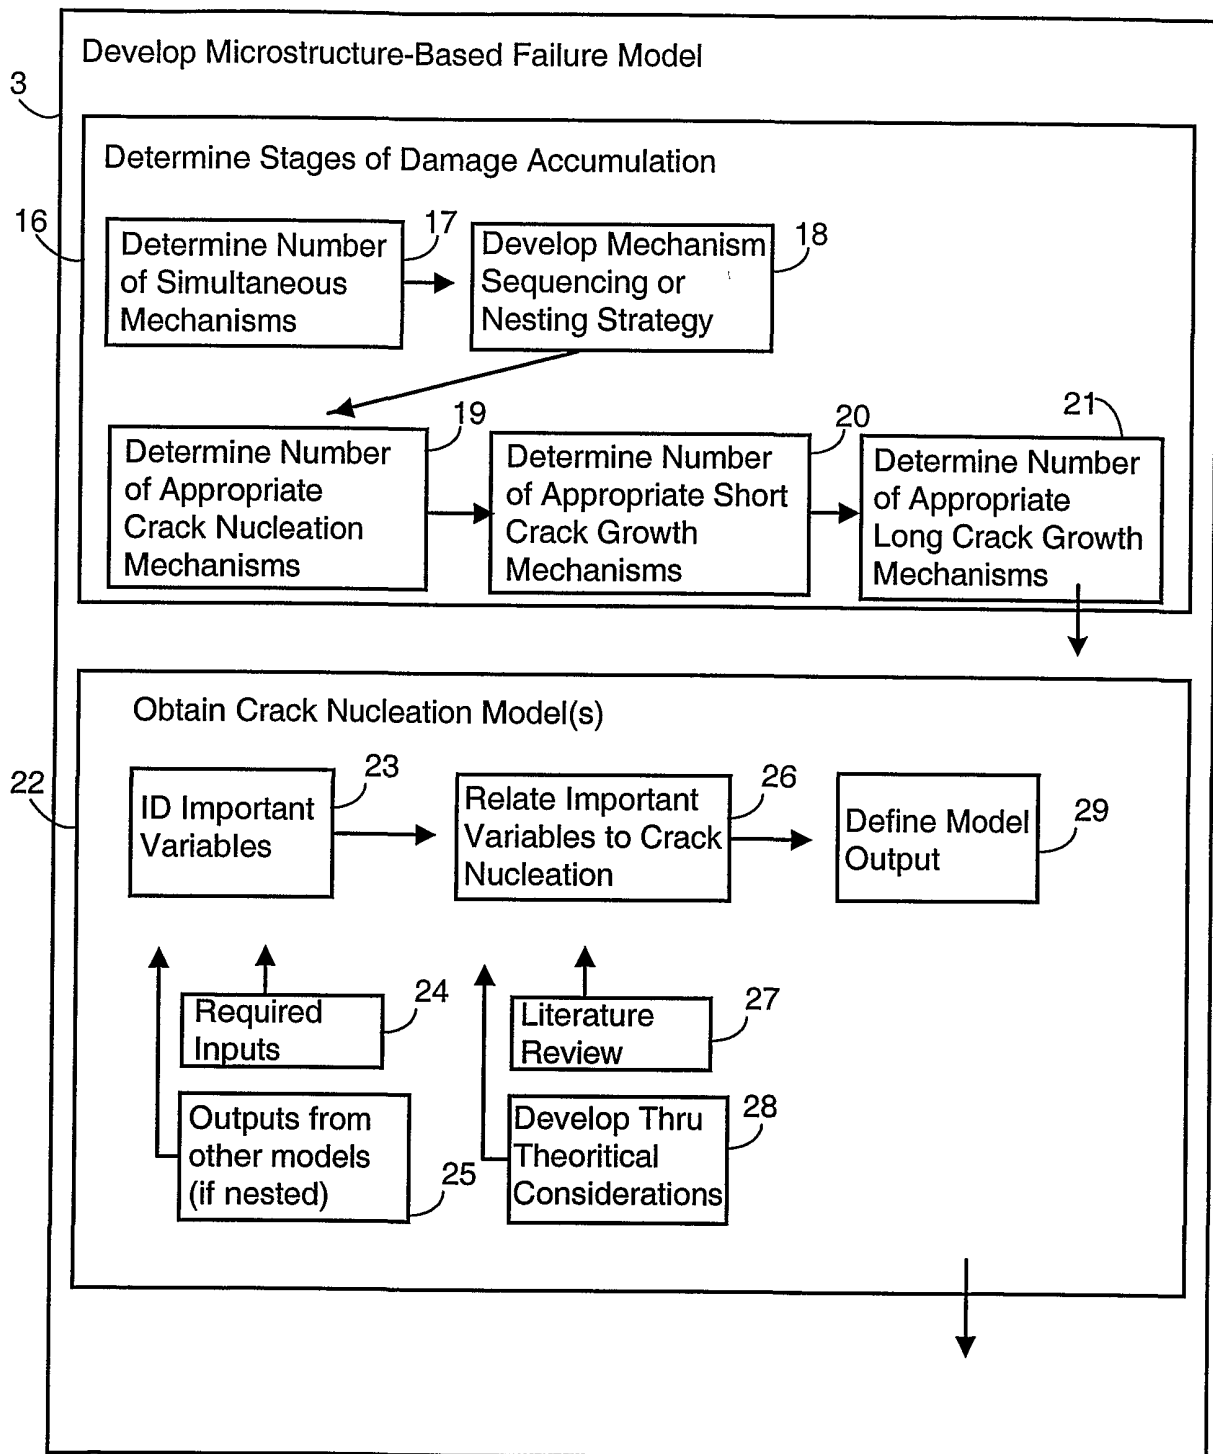 Develop Microstructure-Based Failure Model
3
Determine Stages of Damage Accumulation
16
17
Determine Number
of Simultaneous
Mechanisms
18
Develop Mechanism
Sequencing or
Nesting Strategy
19
Determine Number
of Appropriate
Crack Nucleation
Mechanisms
20
Determine Number
of Appropriate Short
Crack Growth
Mechanisms
21
Determine Number
of Appropriate
Long Crack Growth
Mechanisms
Obtain Crack Nucleation Model(s)
22
23
ID Important
Variables
26
Relate Important
Variables to Crack
Nucleation
29
Define Model
Output
24
Required
Inputs
27
Literature
Review
Outputs from
other models
(if nested)
25
28
Develop Thru
Theoritical
Considerations